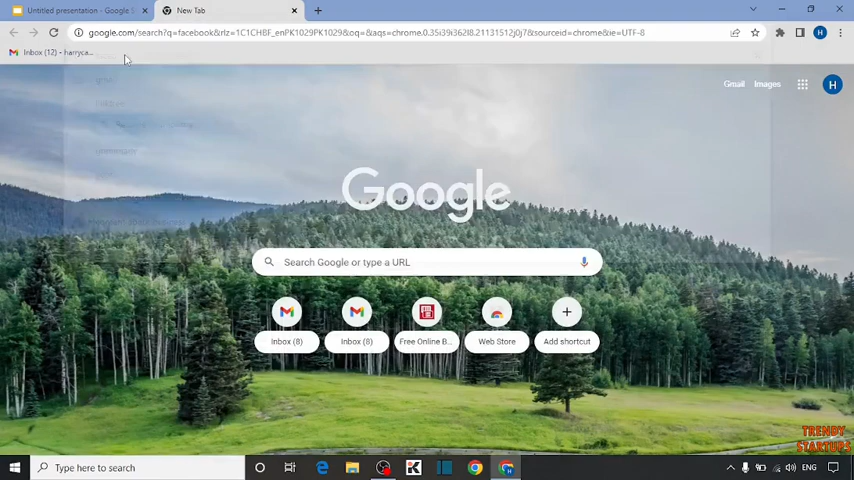 Untitled presentation - Google S
New Tab
google.com/search?q=facebook&rlz=1C1CHBF_enPK1029PK1029&oq=&aqs=chrome.0.35i39i362l8.21131512j0j7&sourceid=chrome&ie=UTF-8
H
Inbox (12) - harryca...
Gmail
Images
H
Google
Search Google or type a URL
Inbox (8)
Inbox (8)
Free Online B...
Web Store
Add shortcut
TRENDY
STARTUPS
Type here to search
ENG